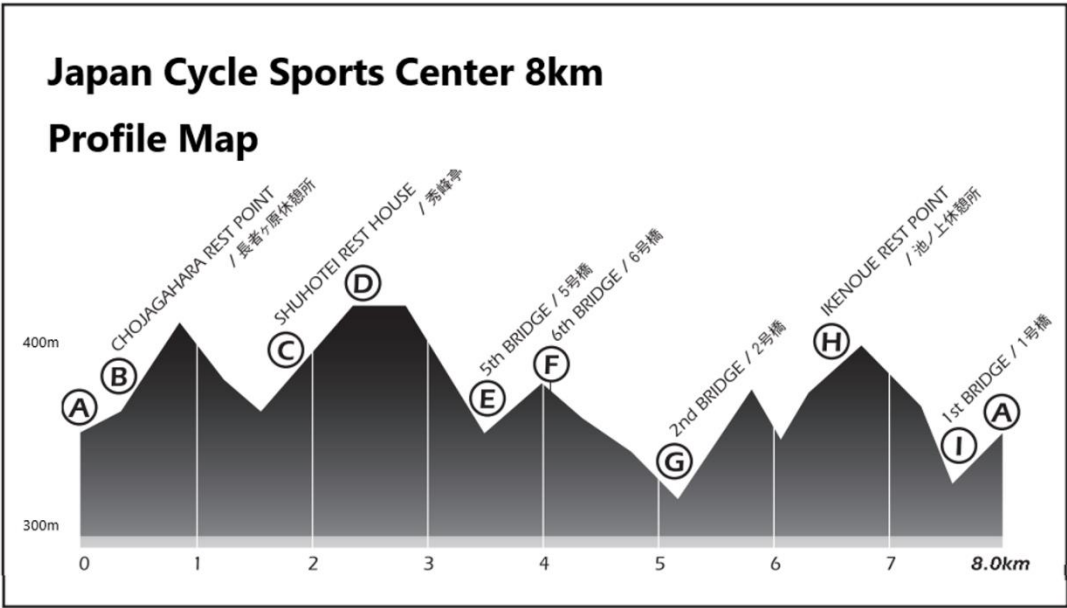 Japan Cycle Sports Center 8km
Profile Map
CHOJAGAHARA REST POINT
/ 長者ヶ原休憩所
SHUHOTEI REST HOUSE
/ 秀峰亭
5th BRIDGE / 5号橋
6th BRIDGE / 6号橋
2nd BRIDGE / 2号橋
IKENOUE REST POINT
/ 池ノ上休憩所
1st BRIDGE / 1号橋
A
B
C
D
E
F
G
H
I
A
400m
300m
0 1 2 3 4 5 6 7 8.0km